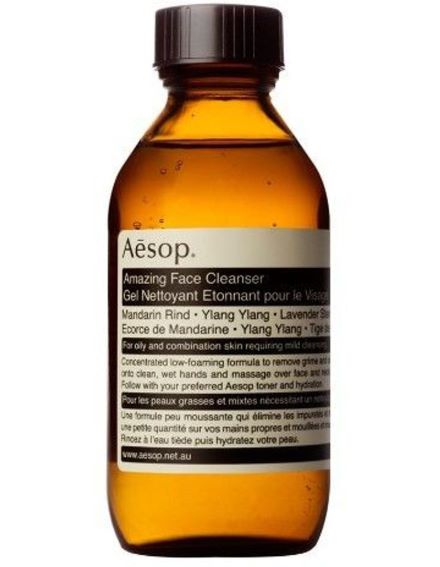 Aēsop.
Amazing Face Cleanser
Gel Nettoyant Etonnant pour le Visage
Mandarin Rind · Ylang Ylang · Lavender
Ecorce de Mandarine · Ylang Ylang · Tige
For oily and combination skin requiring mild cleansing
Concentrated low-foaming formula to remove grime and
onto clean, wet hands and massage over face and
Follow with your preferred Aesop toner and hydration.
Pour les peaux grasses et mixtes nécessitant un
Une formule peu moussante qui élimine les impuretés
une petite quantité sur vos mains propres et mouillées et
Rincez à l'eau tiède puis hydratez votre peau.
www.aesop.net.au